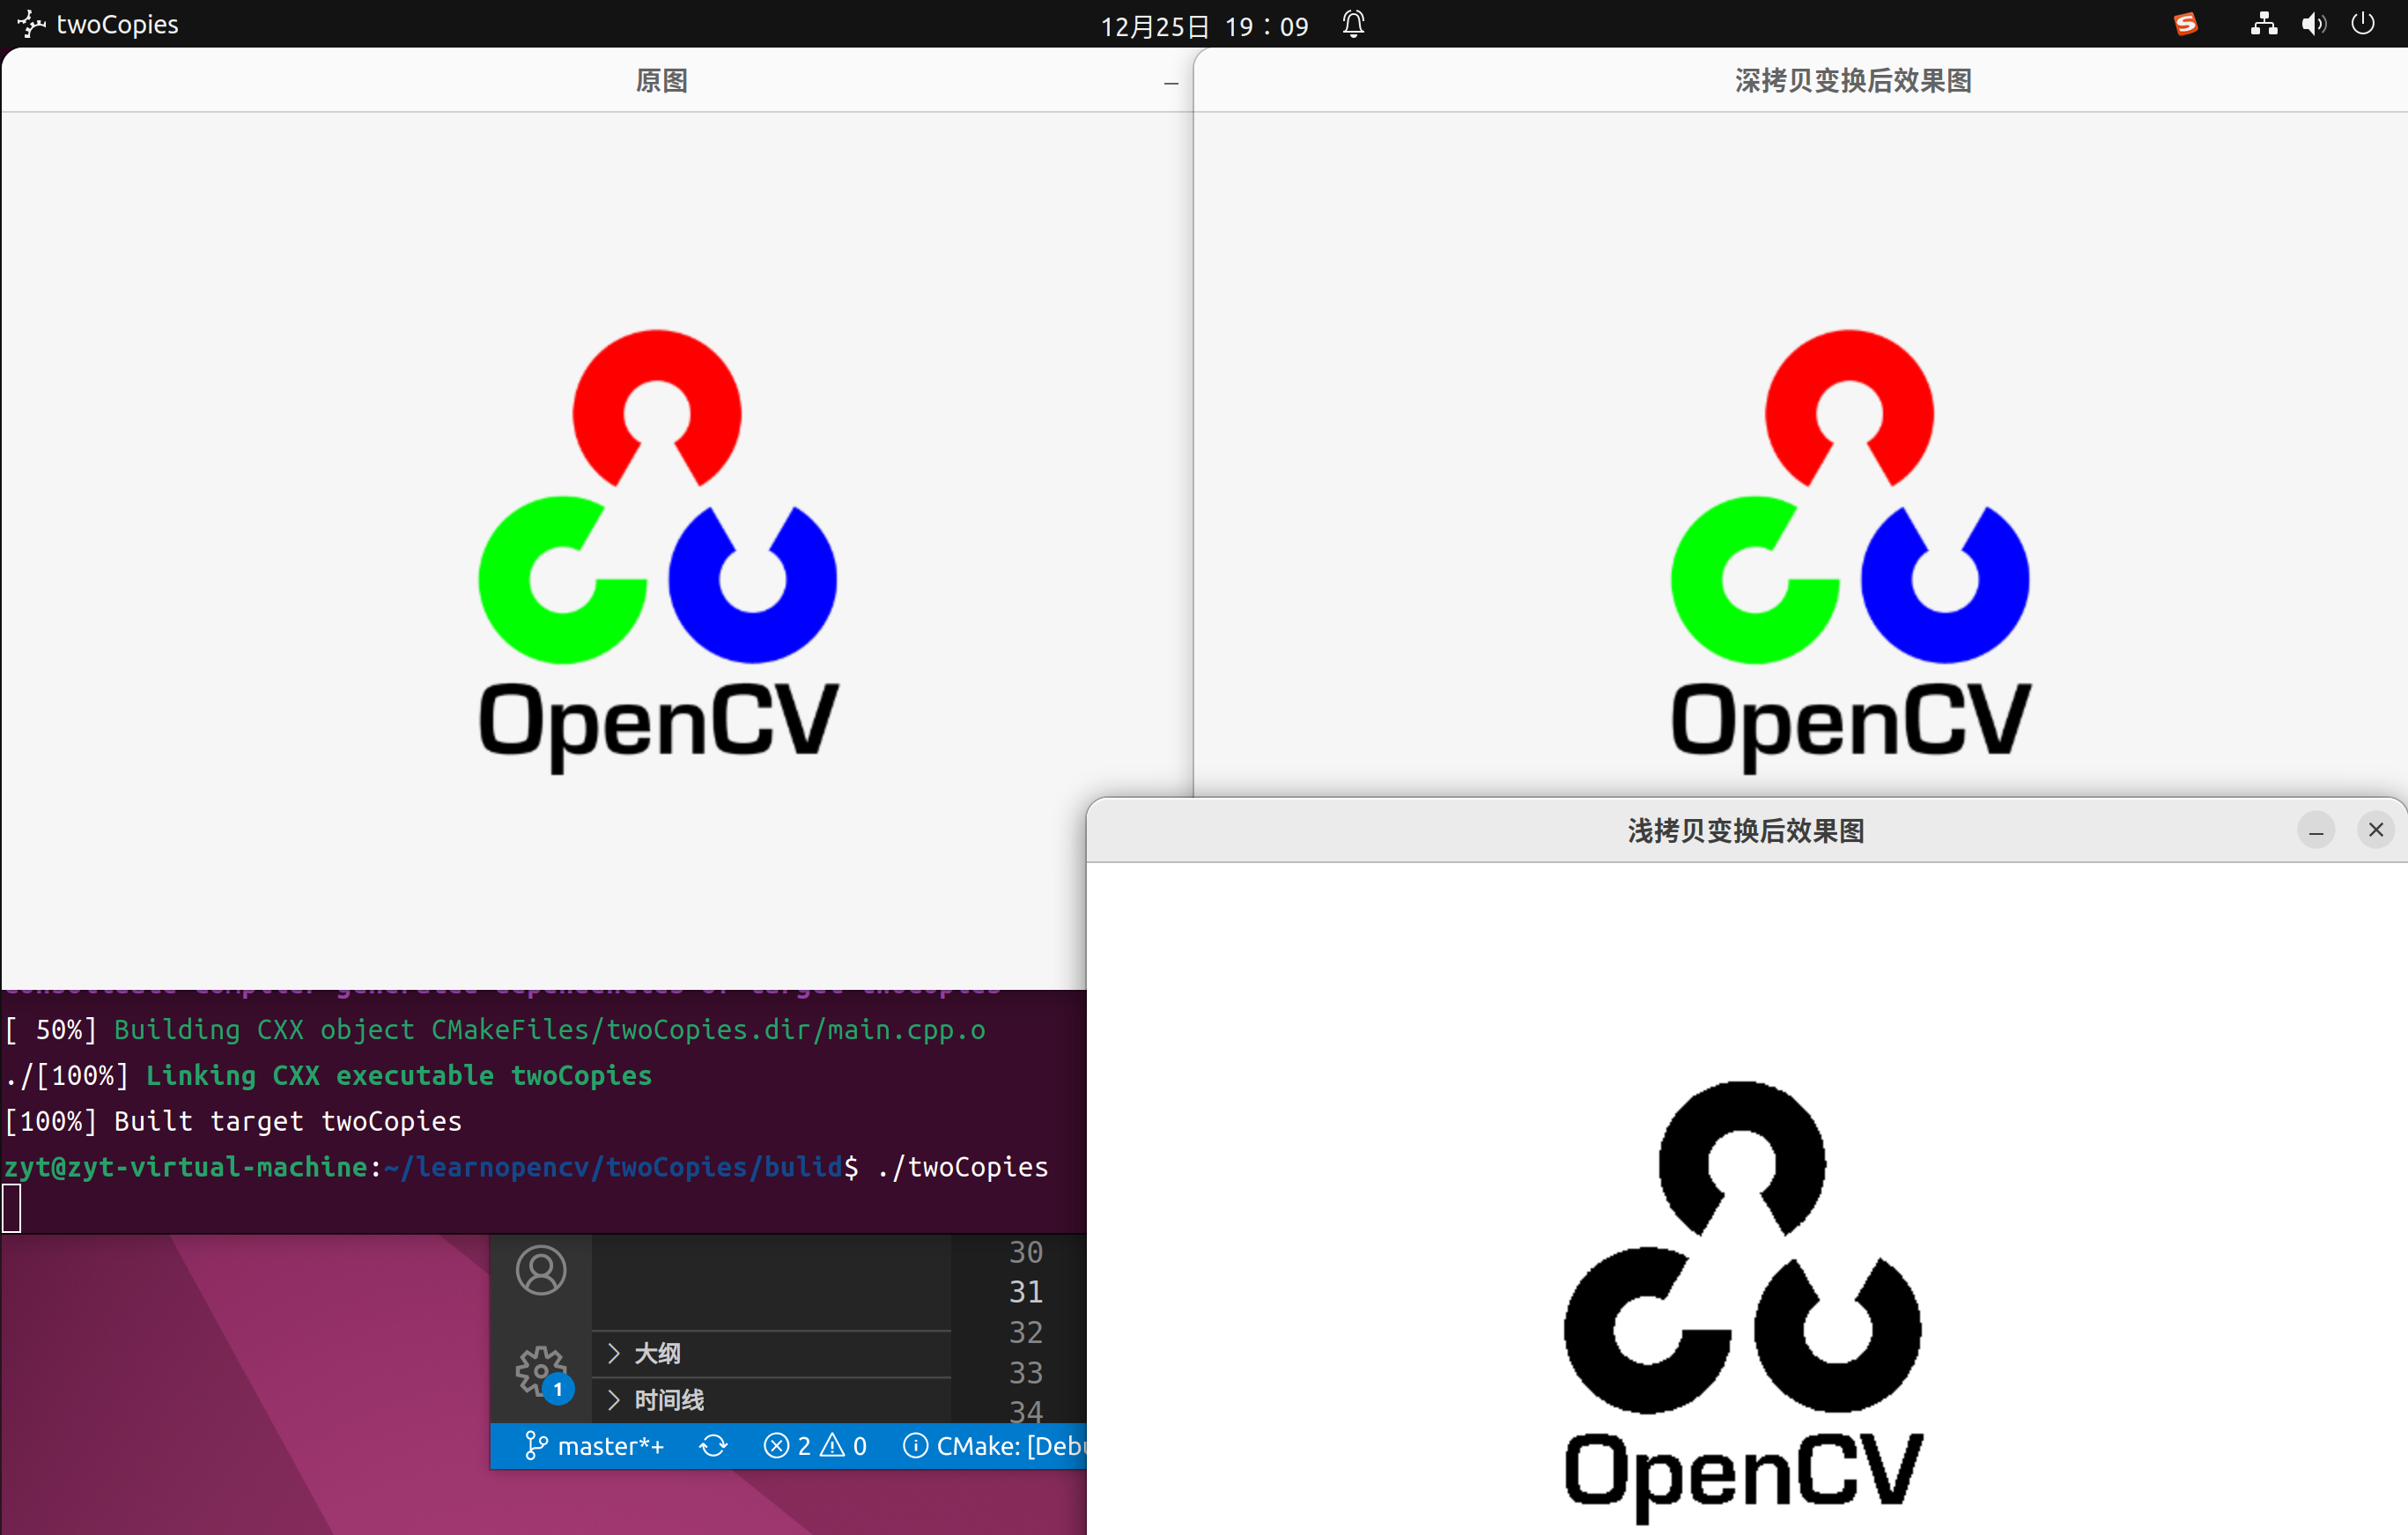 twoCopies
12月25日 19：09
原图
深拷贝变换后效果图
OpenCV
OpenCV
浅拷贝变换后效果图
[ 50%] Building CXX object CMakeFiles/twoCopies.dir/main.cpp.o
./[100%] Linking CXX executable twoCopies
[100%] Built target twoCopies
zyt@zyt-virtual-machine:~/learnopencv/twoCopies/bulid$ ./twoCopies
30
31
32
大纲
33
1
时间线
34
master*+ 2 0 CMake: [Debu
OpenCV